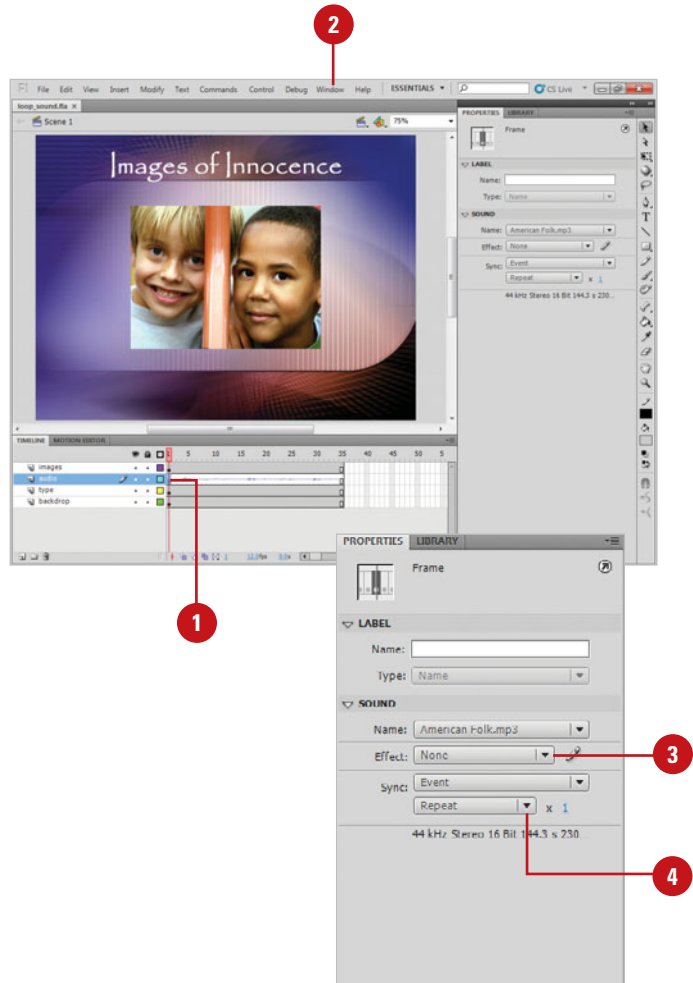 2
File Edit View Insert Modify Text Commands Control Debug Window Help ESSENTIALS CS Live
loop_sound.fla ×
Scene 1 75%
PROPERTIES LIBRARY
Frame
LABEL
Name:
Type: Name
SOUND
Name: American Folk.mp3
Effect: None
Sync: Event
Repeat x 1
44 kHz Stereo 16 Bit 144.3 s 230...
Images of Innocence
TIMELINE MOTION EDITOR
5 10 15 20 25 30 35 40 45 50 5
images
audio
type
backdrop
1
1
PROPERTIES LIBRARY
Frame
LABEL
Name:
Type: Name
SOUND
Name: American Folk.mp3
Effect: None
3
Sync: Event
Repeat x 1
44 kHz Stereo 16 Bit 144.3 s 230...
4